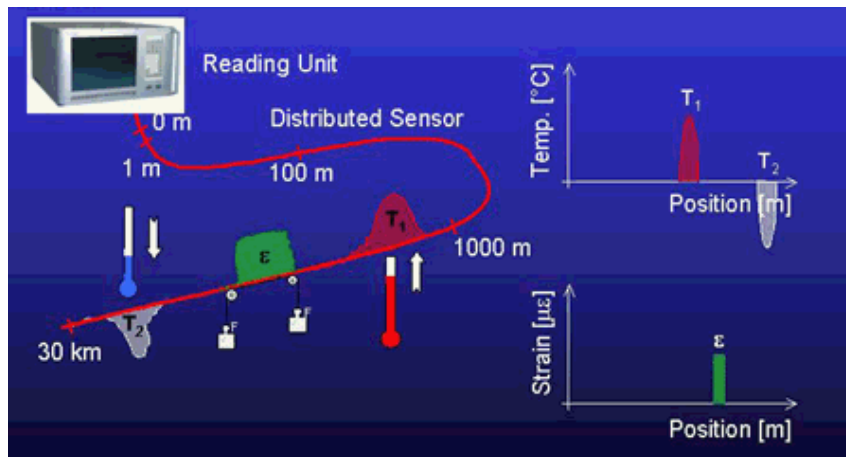 Reading Unit
0 m
Distributed Sensor
1 m
100 m
T1
1000 m
ε
F
F
T2
30 km
Temp. [°C]
T1
T2
Position [m]
Strain [με]
ε
Position [m]